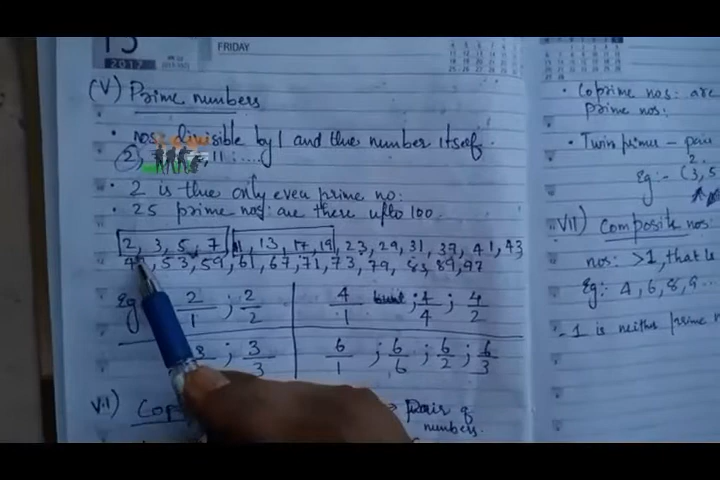 15
FRIDAY
2017
(V) Prime numbers
• nos: divisible by 1 and the number itself
2, 11 ....
• 2 is the only even prime no:
• 25 prime nos: are there upto 100.
2, 3, 5, 7, 11, 13, 17, 19, 23, 29, 31, 37, 41, 43
47, 53, 59, 61, 67, 71, 73, 79, 83, 89, 97
Eg 2/1 ; 2/2
4/1 ; 4/4 ; 4/2
3 ; 3/3
6/1 ; 6/6 ; 6/2 ; 6/3
VII) Cop
Pair of
numbers.
• Coprime nos: are
prime nos:
• Twin primes - pair
2.
Eg:- (3, 5
VII) Composite nos:
nos: >1, that is
Eg: 4, 6, 8, 9 ...
- 1 is neither prime n